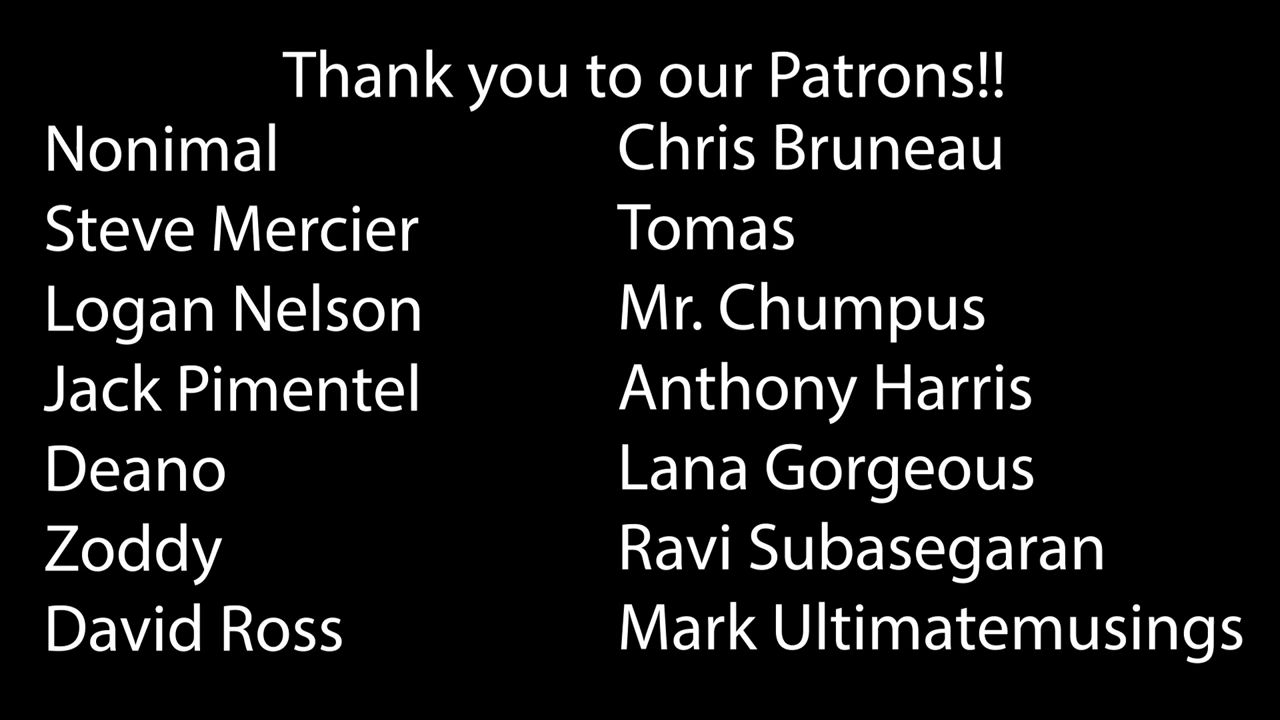 Thank you to our Patrons!!
Nonimal
Steve Mercier
Logan Nelson
Jack Pimentel
Deano
Zoddy
David Ross
Chris Bruneau
Tomas
Mr. Chumpus
Anthony Harris
Lana Gorgeous
Ravi Subasegaran
Mark Ultimatemusings